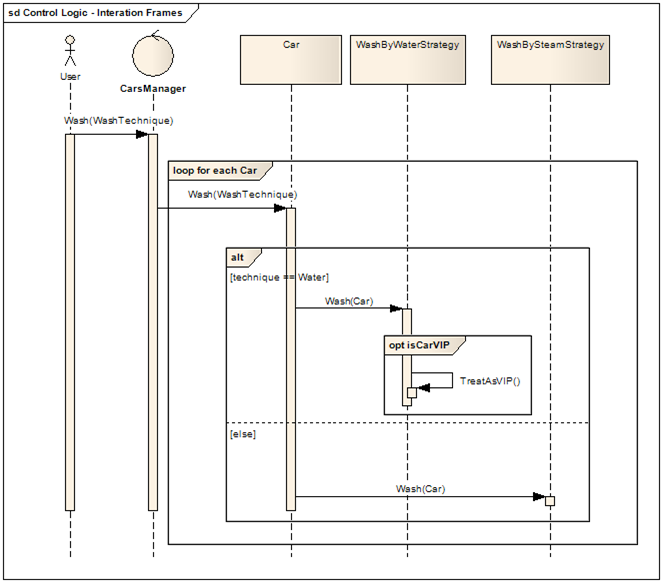 sd Control Logic - Interation Frames
User
CarsManager
Car
WashByWaterStrategy
WashBySteamStrategy
Wash(WashTechnique)
loop for each Car
Wash(WashTechnique)
alt
[technique == Water]
Wash(Car)
opt isCarVIP
TreatAsVIP()
[else]
Wash(Car)